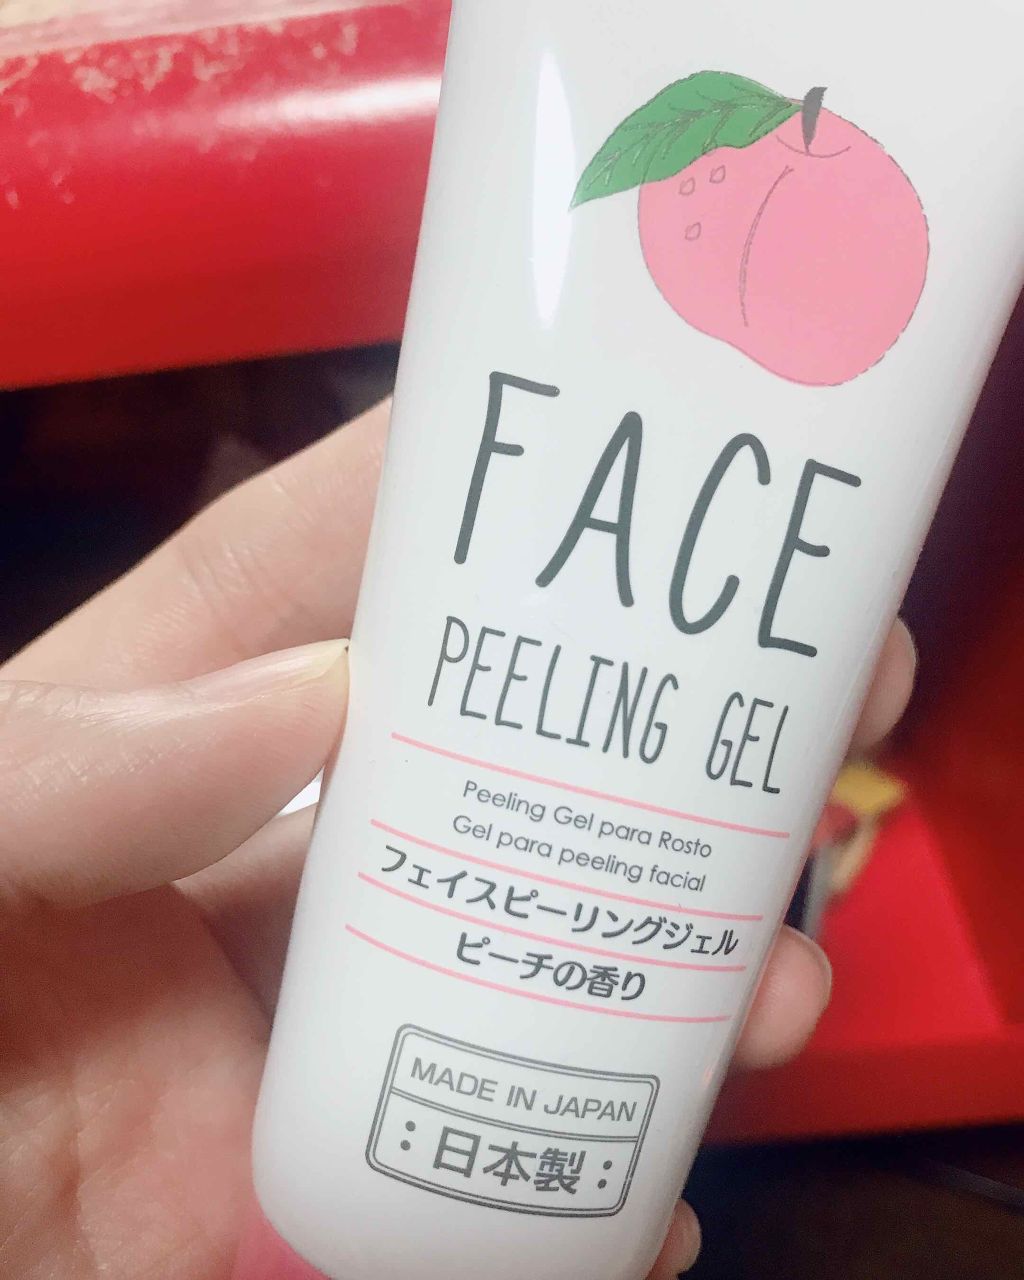 FACE
PEELING GEL
Peeling Gel para Rosto
Gel para peeling facial
フェイスピーリングジェル
ピーチの香り
MADE IN JAPAN
:日本製: